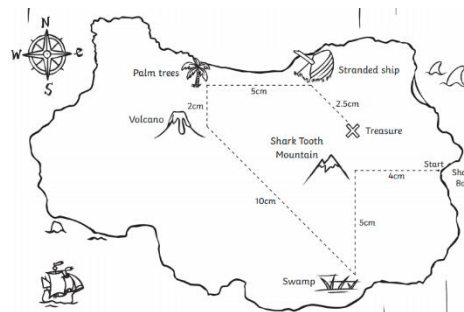 N
W
E
S
Palm trees
Stranded ship
5cm
2cm
2.5cm
Volcano
Treasure
Shark Tooth
Mountain
Start
4cm
10cm
5cm
Swamp